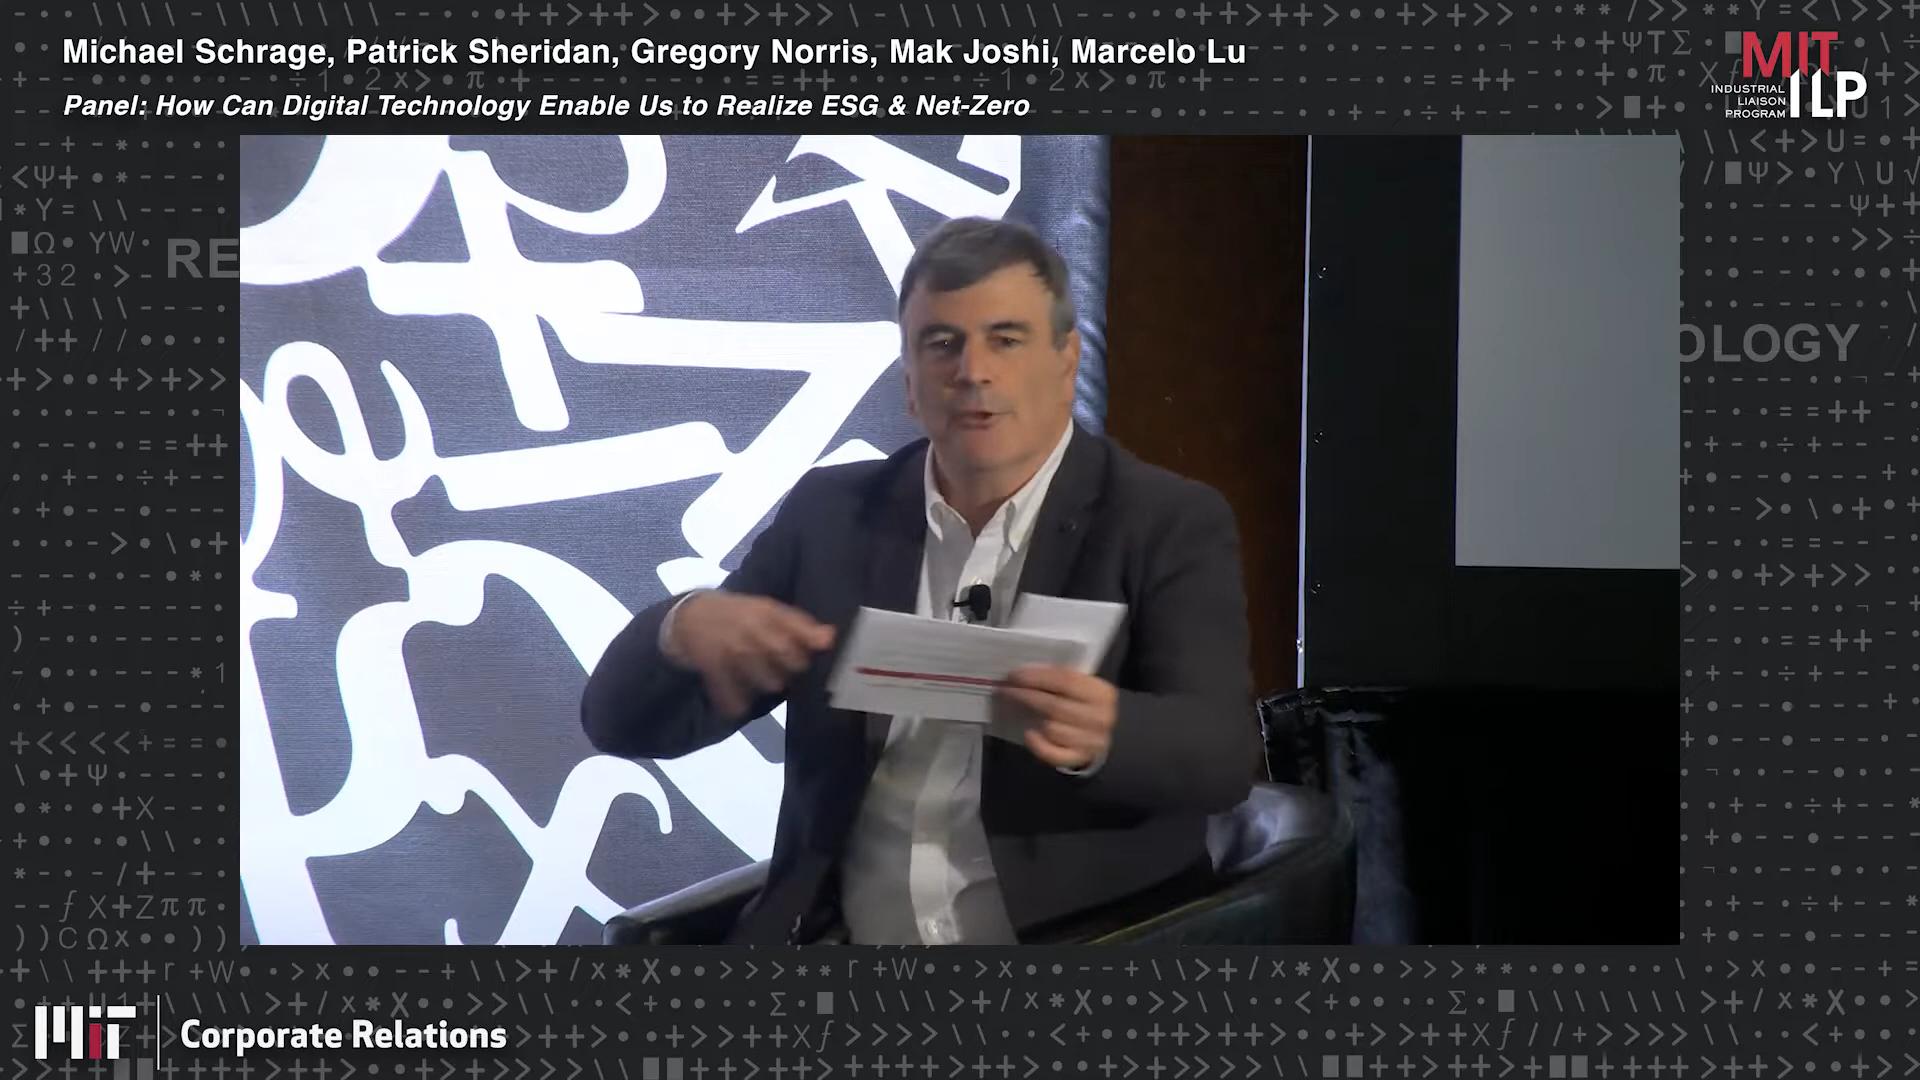 Michael Schrage, Patrick Sheridan, Gregory Norris, Mak Joshi, Marcelo Lu
Panel: How Can Digital Technology Enable Us to Realize ESG & Net-Zero
MIT
INDUSTRIAL
LIAISON
PROGRAM
ILP
RE
OLOGY
MIT
Corporate Relations